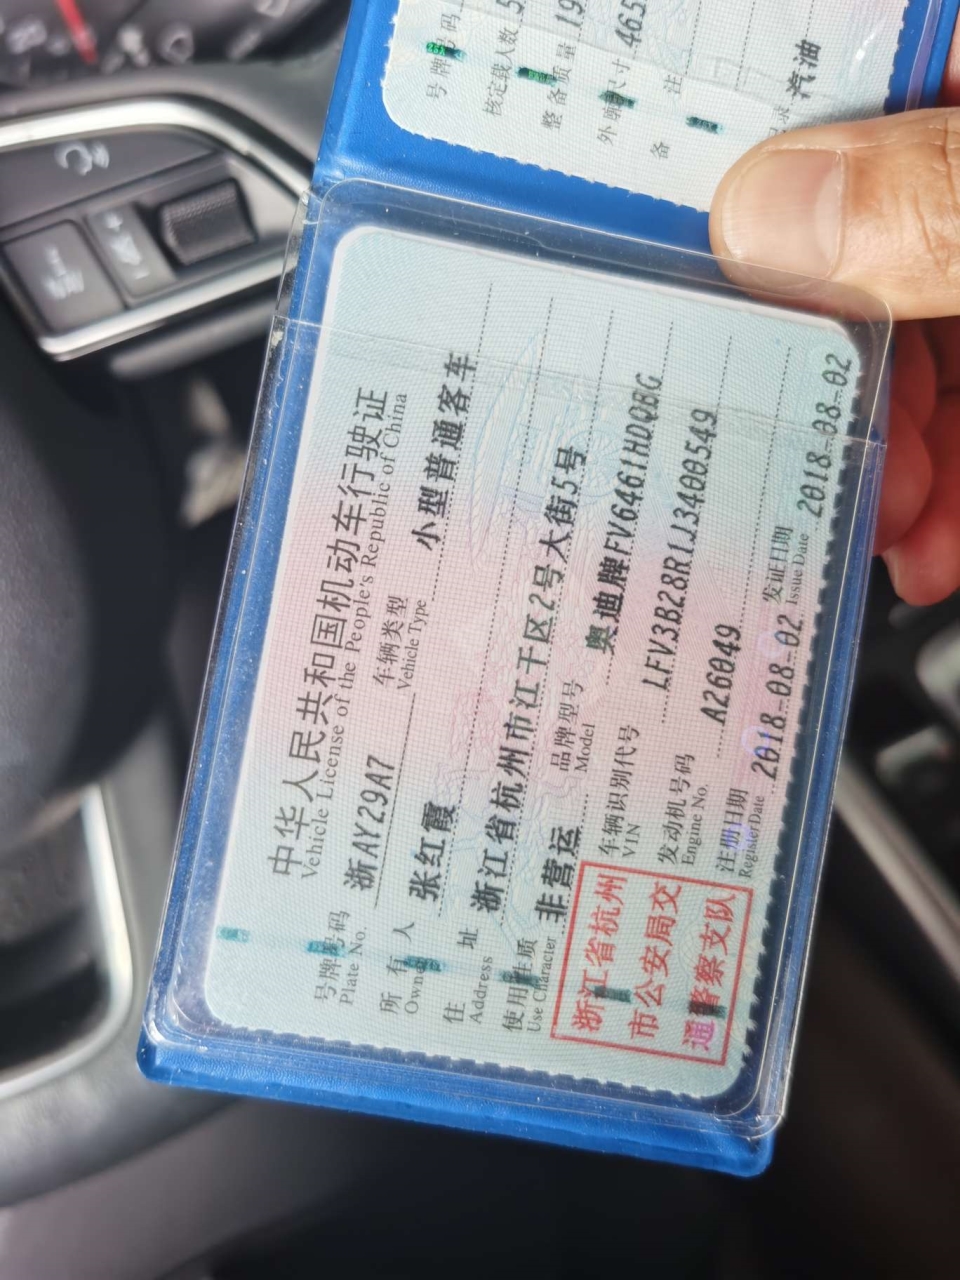 中华人民共和国机动车行驶证
Vehicle License of the People's Republic of China
号牌号码 浙AY29A7 车辆类型 小型普通客车
Plate No. Vehicle Type
所有人 张红霞
Owner
住址 浙江省杭州市江干区2号大街5号
Address
使用性质 非营运 品牌型号 奥迪牌FV6461HDQBG
Use Character Model
浙江省杭州
市公安局交
通警察支队
车辆识别代号 LFV3B28R1J3400549
VIN
发动机号码 A26049
Engine No.
注册日期 2018-08-02 发证日期 2018-08-02
Register Date Issue Date
号牌号码
核定载人数 5
整备质量 19
外廓尺寸 465
备注
汽油